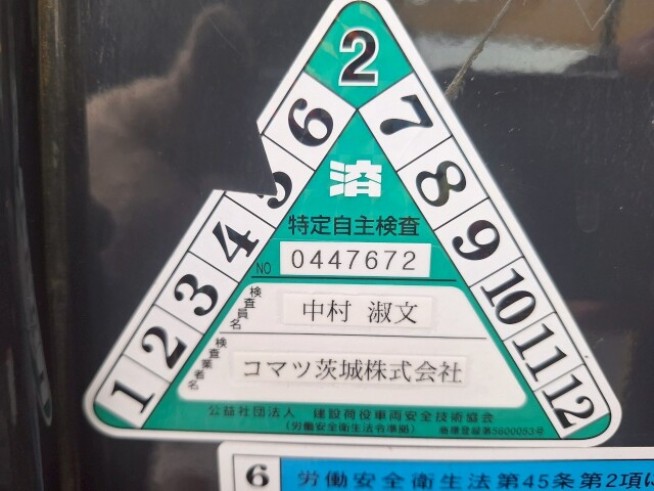 2
6 7
5 8
4 9
3 10
2 11
1 12
済
特定自主検査
NO 0447672
検査員名 中村 淑文
検査業者名 コマツ茨城株式会社
公益社団法人 建設荷役車両安全技術協会
(労働安全衛生法省準拠)
6 労働安全衛生法第45条第2項に